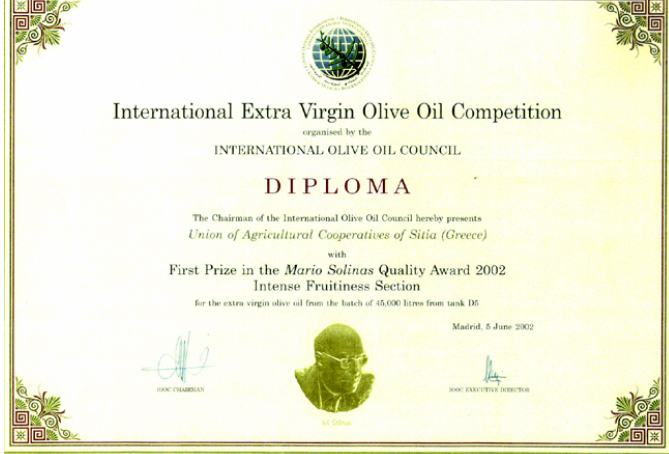 International Extra Virgin Olive Oil Competition
organised by the
INTERNATIONAL OLIVE OIL COUNCIL
DIPLOMA
The Chairman of the International Olive Oil Council hereby presents
Union of Agricultural Cooperatives of Sitia (Greece)
with
First Prize in the Mario Solinas Quality Award 2002
Intense Fruitiness Section
for the extra virgin olive oil from the batch of 45,000 litres from tank D5
Madrid, 5 June 2002
IOOC CHAIRMAN
IOOC EXECUTIVE DIRECTOR
M. Solinas